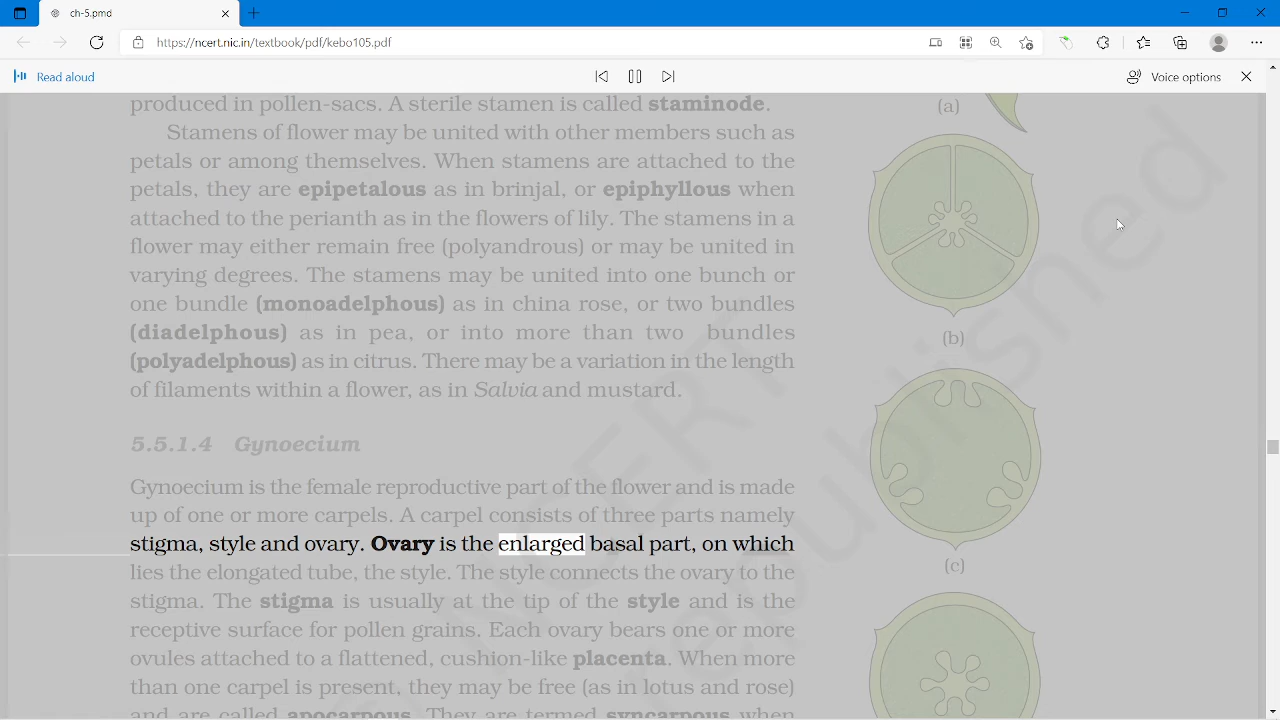 ch-5.pmd
https://ncert.nic.in/textbook/pdf/kebo105.pdf
Read aloud
Voice options
produced in pollen-sacs. A sterile stamen is called staminode.
Stamens of flower may be united with other members such as
petals or among themselves. When stamens are attached to the
petals, they are epipetalous as in brinjal, or epiphyllous when
attached to the perianth as in the flowers of lily. The stamens in a
flower may either remain free (polyandrous) or may be united in
varying degrees. The stamens may be united into one bunch or
one bundle (monoadelphous) as in china rose, or two bundles
(diadelphous) as in pea, or into more than two bundles
(polyadelphous) as in citrus. There may be a variation in the length
of filaments within a flower, as in Salvia and mustard.
5.5.1.4 Gynoecium
Gynoecium is the female reproductive part of the flower and is made
up of one or more carpels. A carpel consists of three parts namely
stigma, style and ovary. Ovary is the enlarged basal part, on which
lies the elongated tube, the style. The style connects the ovary to the
stigma. The stigma is usually at the tip of the style and is the
receptive surface for pollen grains. Each ovary bears one or more
ovules attached to a flattened, cushion-like placenta. When more
than one carpel is present, they may be free (as in lotus and rose)
and are called apocarpous. They are termed syncarpous when
(a)
(b)
(c)
NCERT
republished